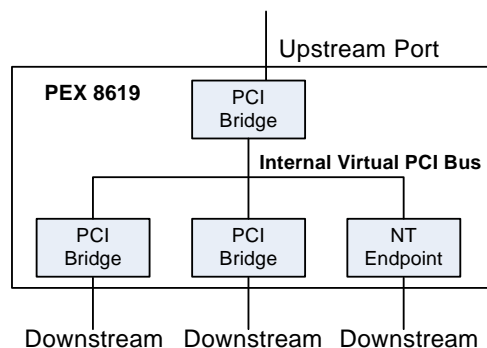 Upstream Port
PEX 8619
PCI
Bridge
Internal Virtual PCI Bus
PCI
Bridge
PCI
Bridge
NT
Endpoint
Downstream Downstream Downstream